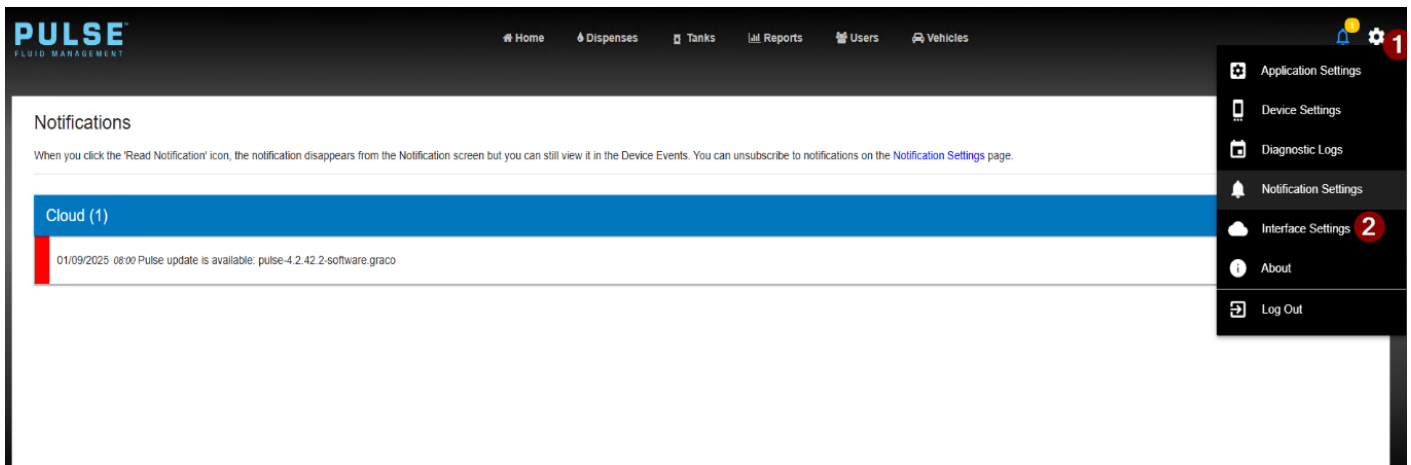 PULSE
FLUID MANAGEMENT
Home Dispenses Tanks Reports Users Vehicles
1
1
Application Settings
Device Settings
Diagnostic Logs
Notification Settings
Interface Settings 2
About
Log Out
Notifications
When you click the 'Read Notification' icon, the notification disappears from the Notification screen but you can still view it in the Device Events. You can unsubscribe to notifications on the Notification Settings page.
Cloud (1)
01/09/2025 08:00 Pulse update is available: pulse-4.2.42.2-software.graco